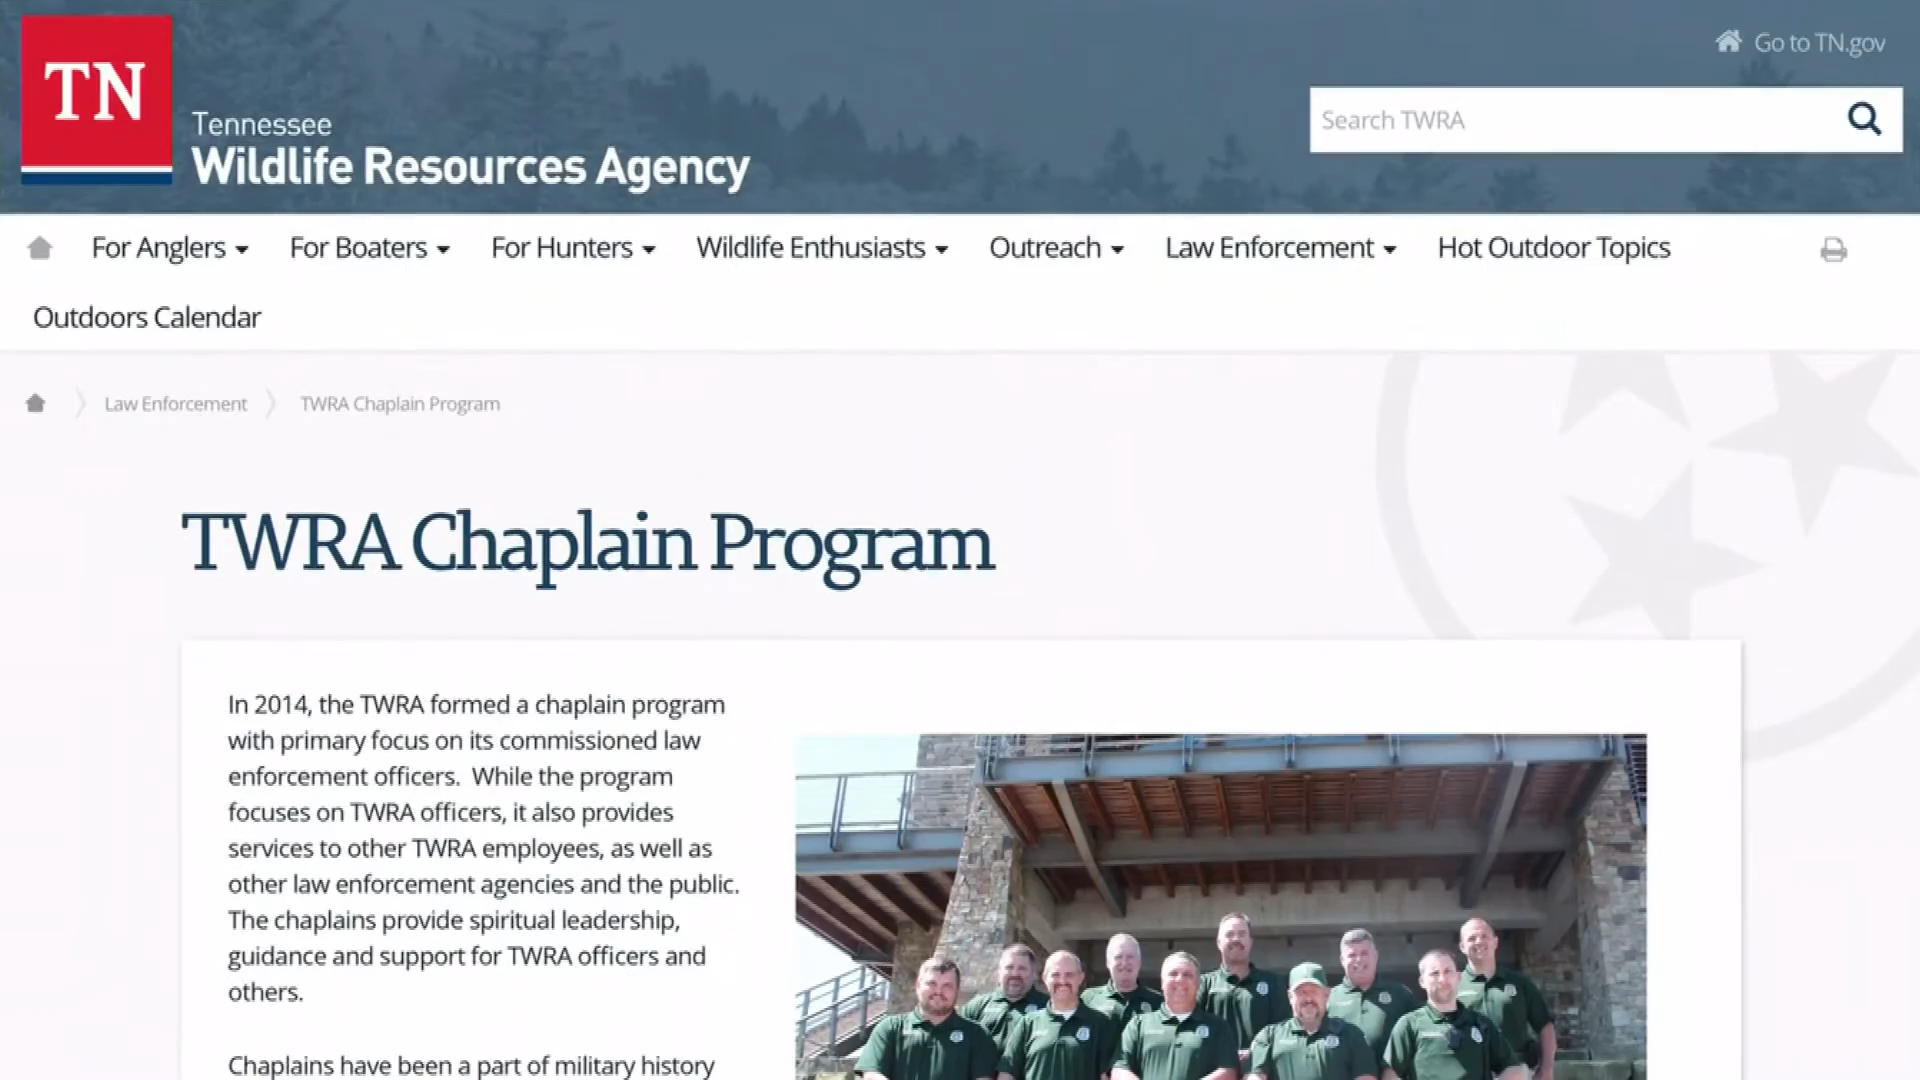 TN
Tennessee
Wildlife Resources Agency
Go to TN.gov
Search TWRA
For Anglers For Boaters For Hunters Wildlife Enthusiasts Outreach Law Enforcement Hot Outdoor Topics
Outdoors Calendar
Law Enforcement TWRA Chaplain Program
TWRA Chaplain Program
In 2014, the TWRA formed a chaplain program
with primary focus on its commissioned law
enforcement officers. While the program
focuses on TWRA officers, it also provides
services to other TWRA employees, as well as
other law enforcement agencies and the public.
The chaplains provide spiritual leadership,
guidance and support for TWRA officers and
others.
Chaplains have been a part of military history